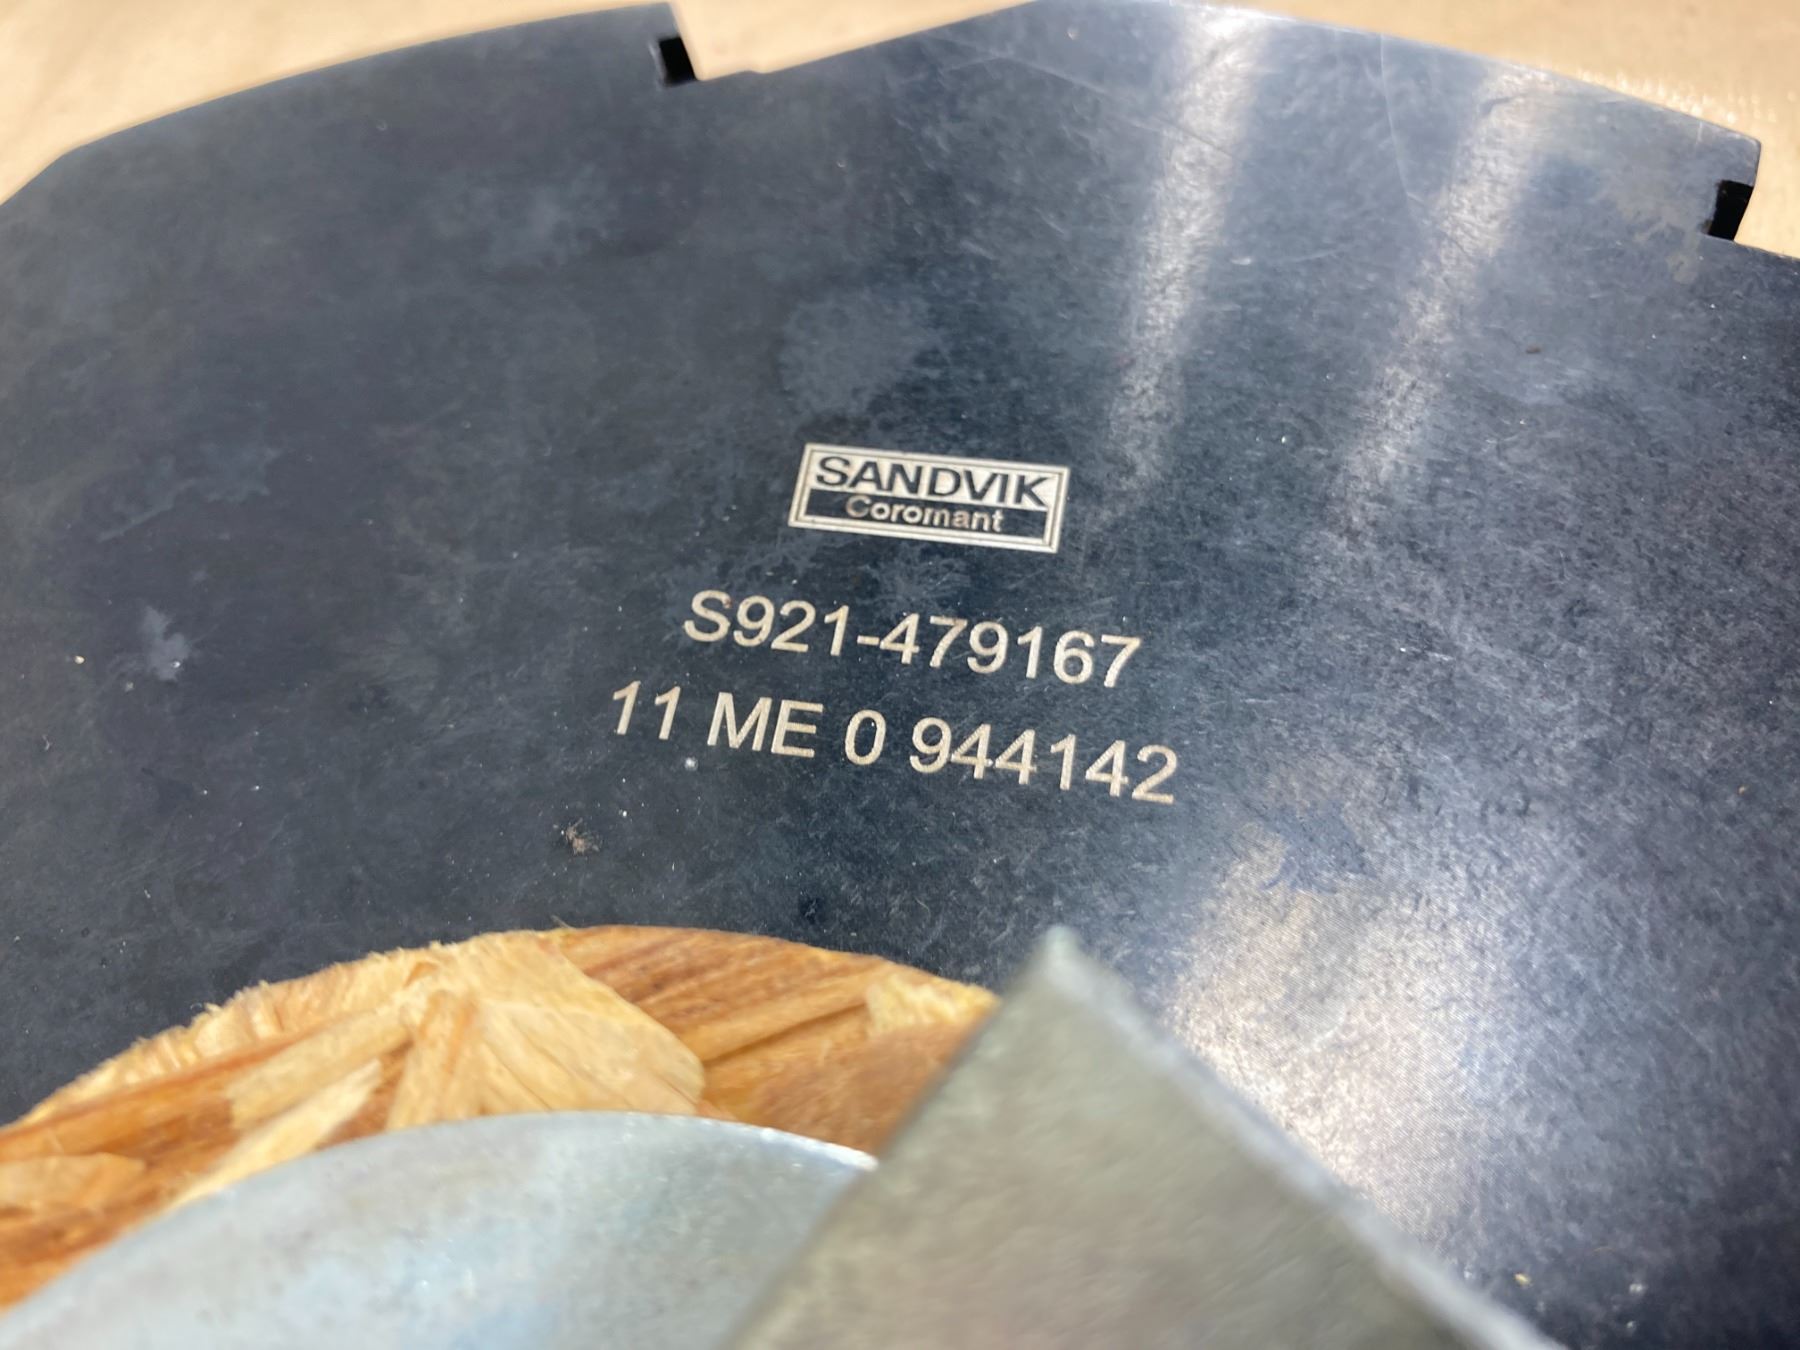 SANDVIK
Coromant
S921-479167
11 ME 0 944142